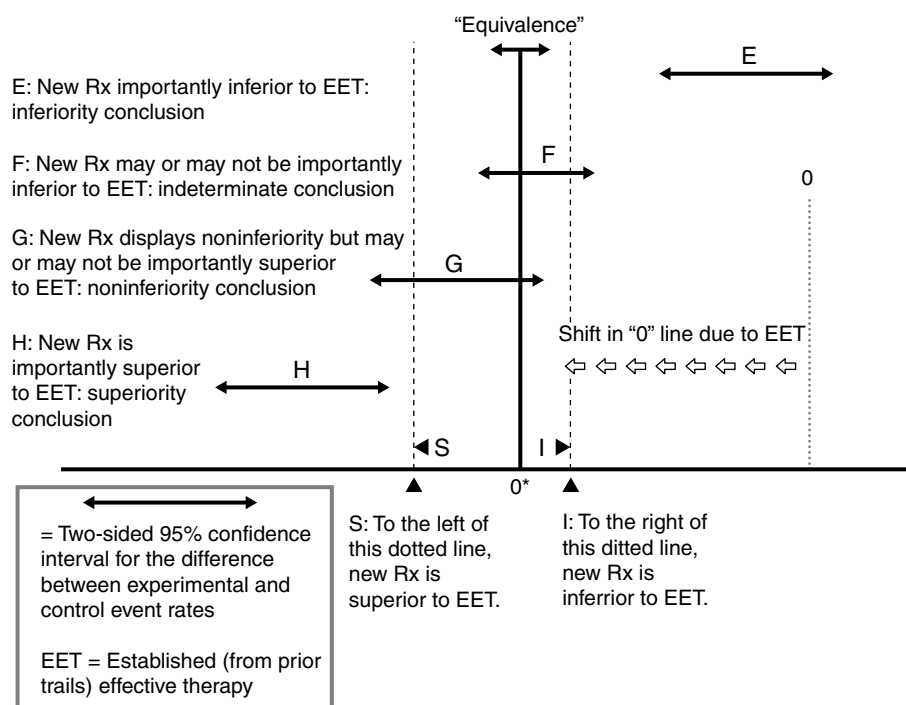 “Equivalence”
E
E: New Rx importantly inferior to EET:
inferiority conclusion
F: New Rx may or may not be importantly
inferior to EET: indeterminate conclusion
F
0
G: New Rx displays noninferiority but may
or may not be importantly superior
to EET: noninferiority conclusion
G
Shift in “0” line due to EET
H: New Rx is
importantly superior
to EET: superiority
conclusion
H
S
I
0*
= Two-sided 95% confidence
interval for the difference
between experimental and
control event rates
EET = Established (from prior
trails) effective therapy
S: To the left of
this dotted line,
new Rx is
superior to EET.
I: To the right of
this ditted line,
new Rx is
inferrior to EET.